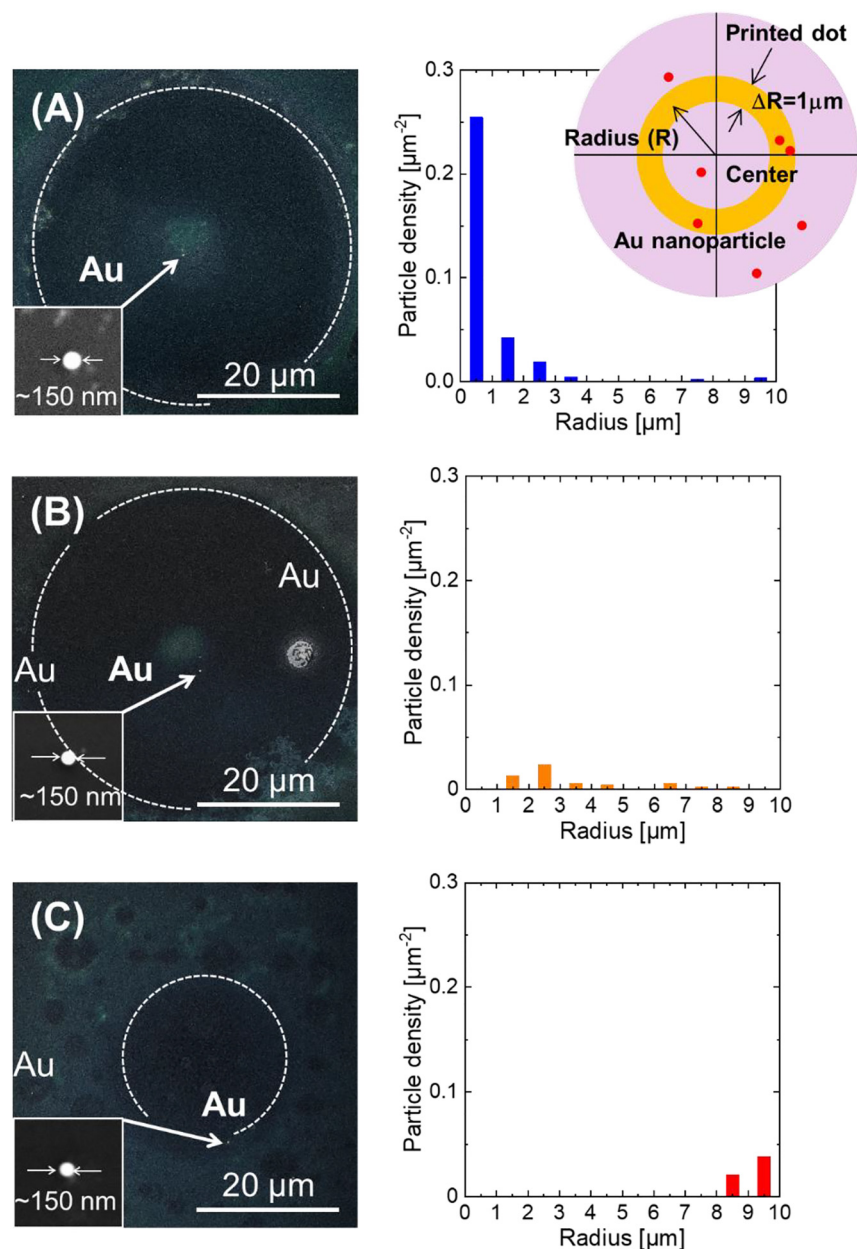 (A)
Au
~150 nm
20 μm
0.3
0.2
0.1
0.0
Particle density [μm⁻²]
0 1 2 3 4 5 6 7 8 9 10
Radius [μm]
Printed dot
ΔR=1μm
Radius (R)
Center
Au nanoparticle
(B)
Au
Au
Au
~150 nm
20 μm
0.3
0.2
0.1
0
Particle density [μm⁻²]
0 1 2 3 4 5 6 7 8 9 10
Radius [μm]
(C)
Au
Au
~150 nm
20 μm
0.3
0.2
0.1
0
Particle density [μm⁻²]
0 1 2 3 4 5 6 7 8 9 10
Radius [μm]